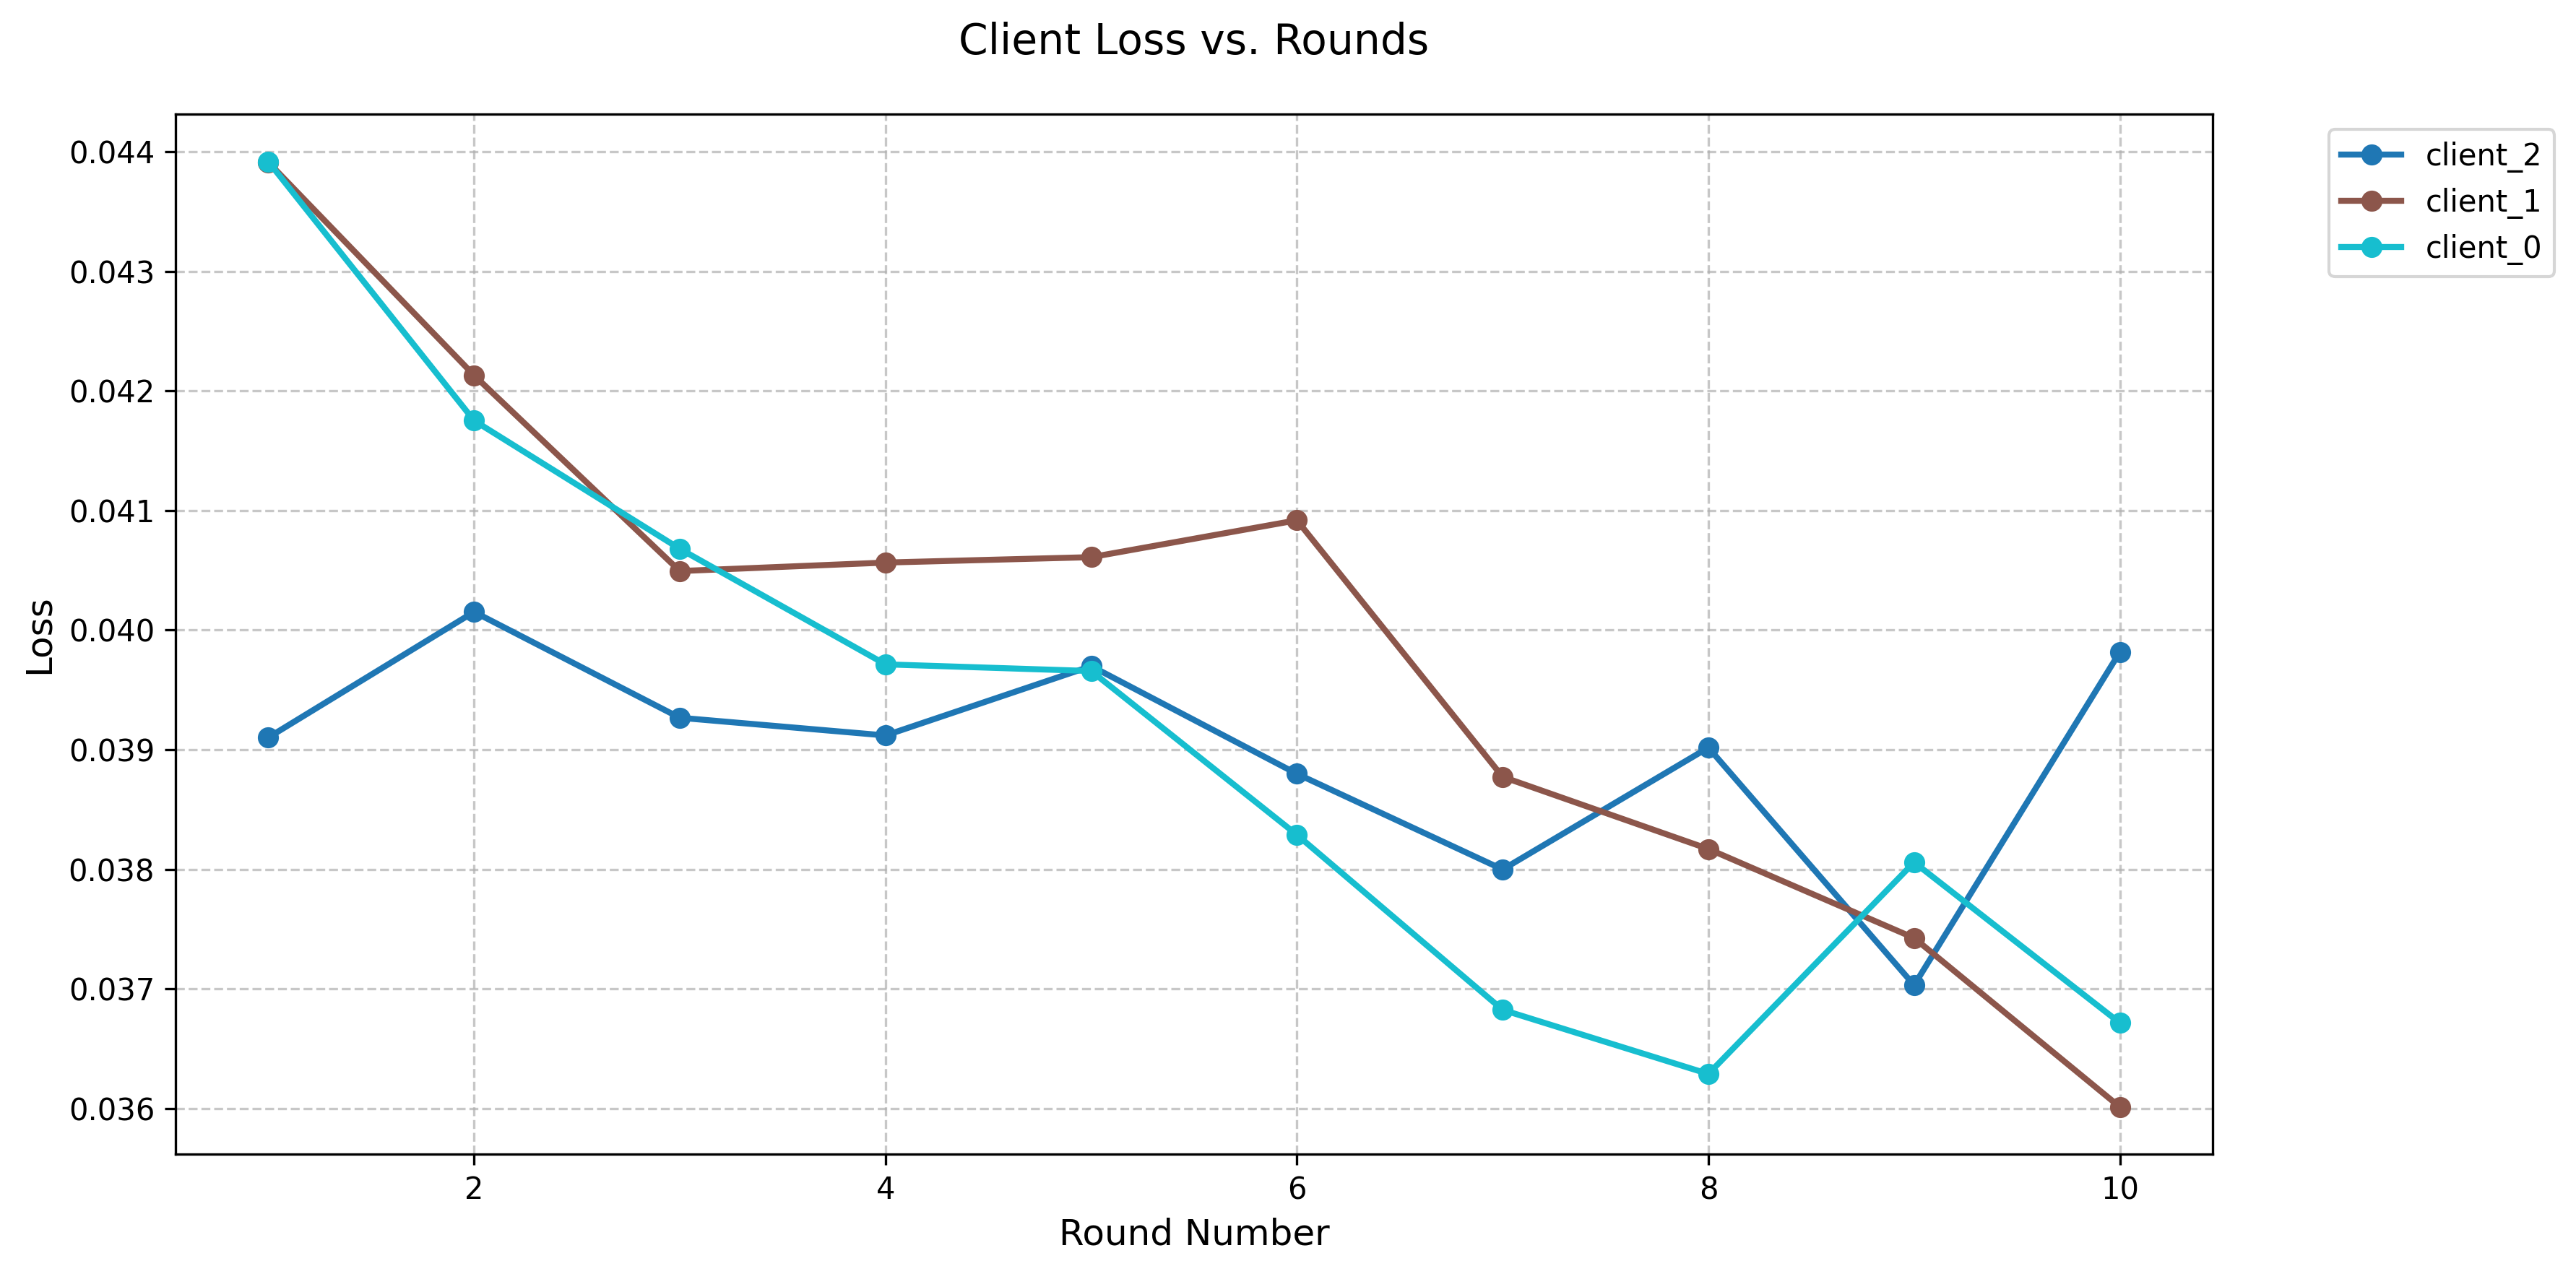 Client Loss vs. Rounds
client_2
client_1
client_0
0.044
0.043
0.042
0.041
0.040
0.039
0.038
0.037
0.036
Loss
2 4 6 8 10
Round Number